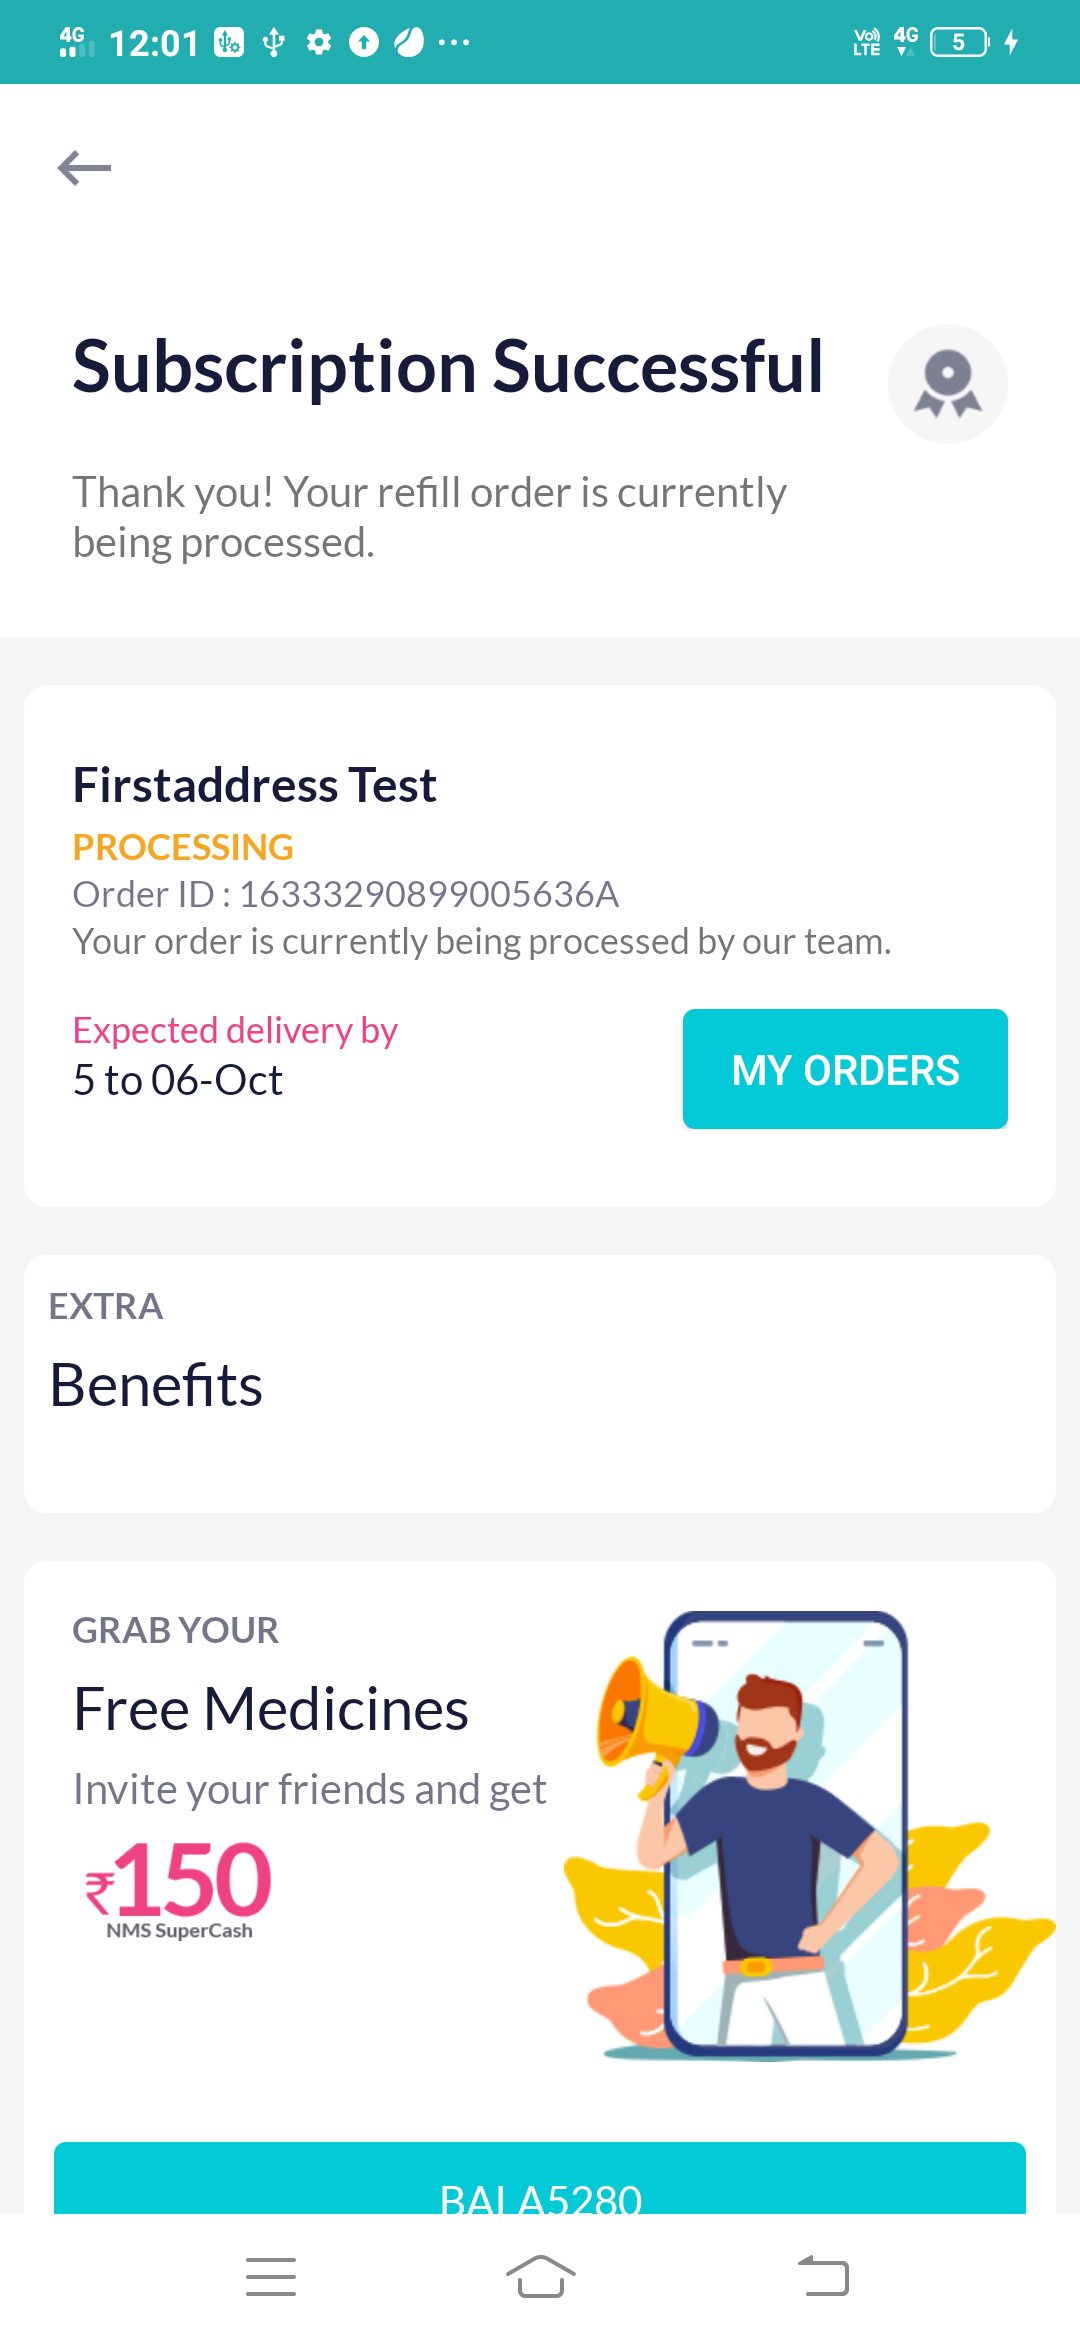 4G 12:01 VoLTE 4G 5
Subscription Successful
Thank you! Your refill order is currently
being processed.
Firstaddress Test
PROCESSING
Order ID : 16333290899005636A
Your order is currently being processed by our team.
Expected delivery by
5 to 06-Oct
MY ORDERS
EXTRA
Benefits
GRAB YOUR
Free Medicines
Invite your friends and get
₹150
NMS SuperCash
BALA5280